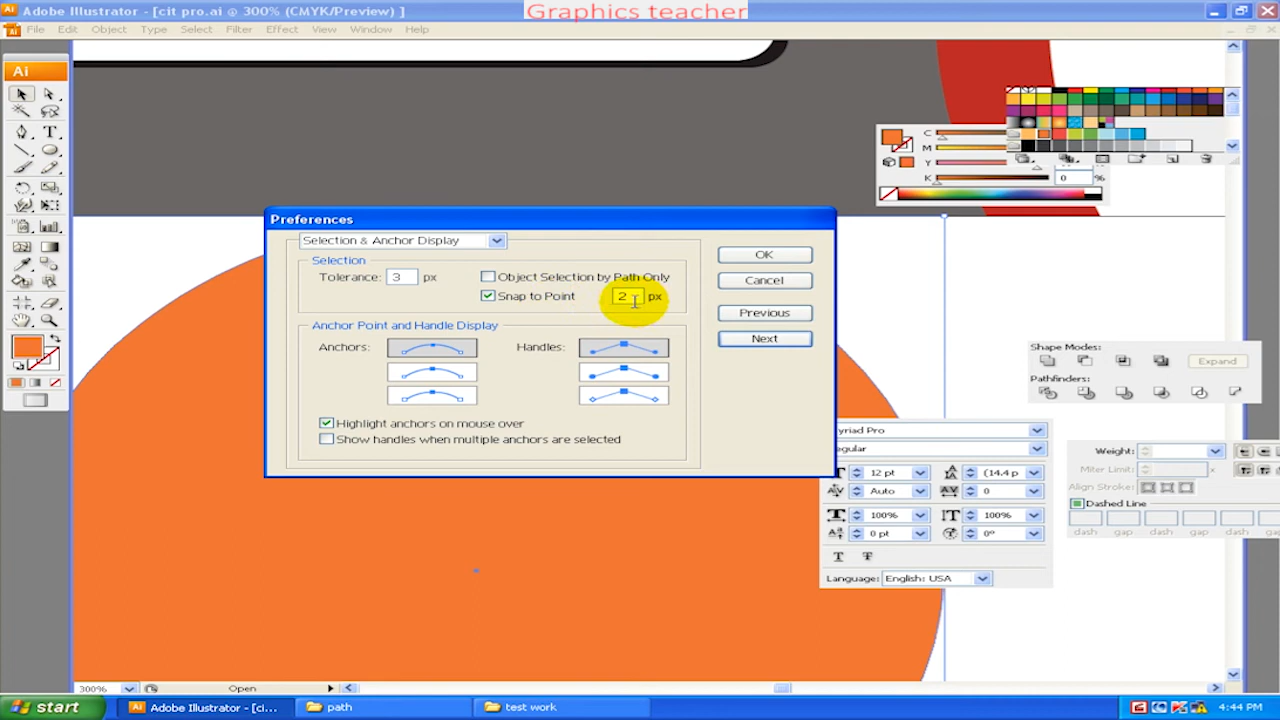 Adobe Illustrator - [cit pro.ai @ 300% (CMYK/Preview) ]
Graphics teacher
File Edit Object Type Select Filter Effect View Window Help
Ai
C
M
Y
K 0 %
Preferences
Selection & Anchor Display
Selection
Tolerance: 3 px
Object Selection by Path Only
Snap to Point 2 px
OK
Cancel
Previous
Next
Anchor Point and Handle Display
Anchors:
Handles:
Highlight anchors on mouse over
Show handles when multiple anchors are selected
Shape Modes:
Expand
Pathfinders:
yriad Pro
egular
12 pt (14.4 p
Auto 0
100% 100%
0 pt 0°
Language: English: USA
Weight:
Miter Limit: x
Align Stroke:
Dashed Line
dash gap dash gap dash gap
300% Open
start
Adobe Illustrator - [ci...
path
test work
4:44 PM